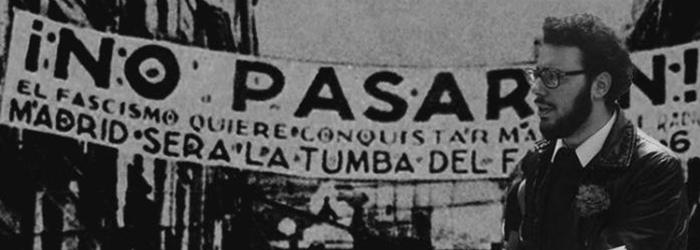 ¡NO PASAR N!
EL FASCISMO QUIERE CONQUISTAR
MADRID SERA LA TUMBA DEL